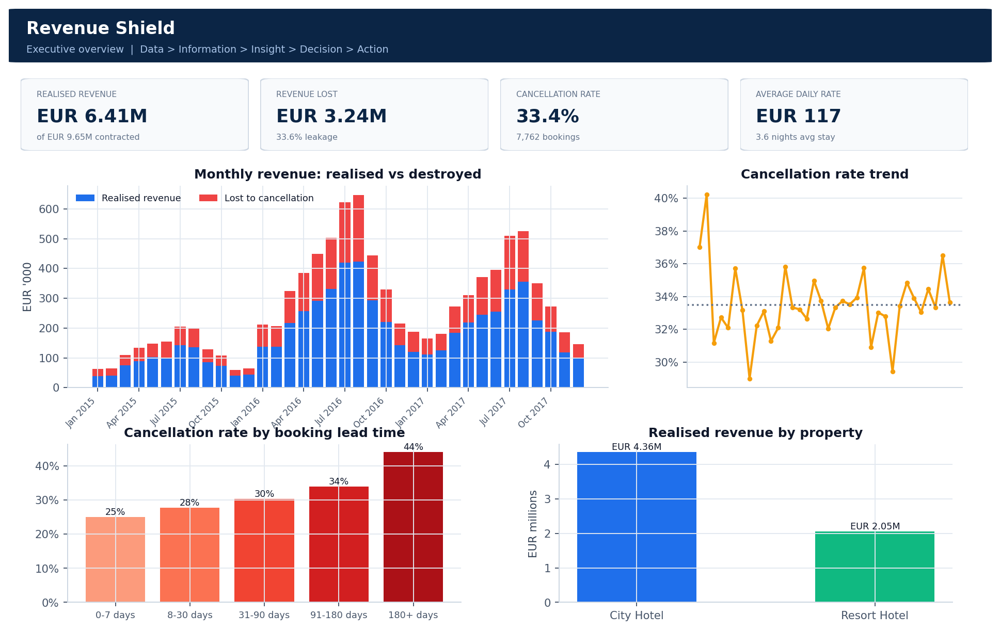 Revenue Shield
Executive overview | Data > Information > Insight > Decision > Action
REALISED REVENUE
EUR 6.41M
of EUR 9.65M contracted
REVENUE LOST
EUR 3.24M
33.6% leakage
CANCELLATION RATE
33.4%
7,762 bookings
AVERAGE DAILY RATE
EUR 117
3.6 nights avg stay
Monthly revenue: realised vs destroyed
Realised revenue
Lost to cancellation
EUR '000
600
500
400
300
200
100
0
Jan 2015
Apr 2015
Jul 2015
Oct 2015
Jan 2016
Apr 2016
Jul 2016
Oct 2016
Jan 2017
Apr 2017
Jul 2017
Oct 2017
Cancellation rate trend
40%
38%
36%
34%
32%
30%
Cancellation rate by booking lead time
40%
30%
20%
10%
0%
25%
28%
30%
34%
44%
0-7 days
8-30 days
31-90 days
91-180 days
180+ days
Realised revenue by property
EUR millions
4
3
2
1
0
EUR 4.36M
EUR 2.05M
City Hotel
Resort Hotel